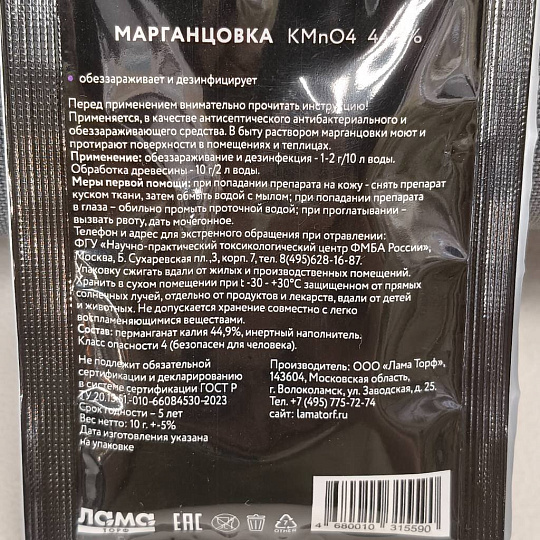 МАРГАНЦОВКА KMnO4
• обеззараживает и дезинфицирует
Перед применением внимательно прочитать инструкцию!
Применяется, в качестве антисептического антибактериального и
обеззараживающего средства. В быту раствором марганцовки моют и
протирают поверхности в помещениях и теплицах.
Применение: обеззараживание и дезинфекция - 1-2 г/10 л воды.
Обработка древесины - 10 г/2 л воды.
Меры первой помощи: при попадании препарата на кожу - снять препарат
куском ткани, затем обмыть водой с мылом; при попадании препарата
в глаза - обильно промыть проточной водой; при проглатывании -
вызвать рвоту, дать мочегонное.
Телефон и адрес для экстренного обращения при отравлении:
ФГУ «Научно-практический токсикологический центр ФМБА России»,
Москва, Б. Сухаревская пл.,3, корп. 7, тел. 8(495)628-16-87.
Упаковку сжигать вдали от жилых и производственных помещений.
Хранить в сухом помещении при t -30 - +30°С защищенном от прямых
солнечных лучей, отдельно от продуктов и лекарств, вдали от детей
и животных. Не допускается хранение совместно с легко
воспламеняющимися веществами.
Состав: перманганат калия 44,9%, инертный наполнитель.
Класс опасности 4 (безопасен для человека).
Не подлежит обязательной
сертификации и декларированию
в системе сертификации ГОСТ Р
ТУ 20.13.51-010-66084530-2023
Срок годности – 5 лет
Вес нетто: 10 г. +-5%
Дата изготовления указана
на упаковке
Производитель: ООО «Лама Торф»,
143604, Московская область,
г. Волоколамск, ул. Заводская, д. 25.
Тел. +7 (495) 775-72-74
сайт: lamatorf.ru
Лама
ТОРФ
EAC
7
ДРУГИЕ
4 680010 315590